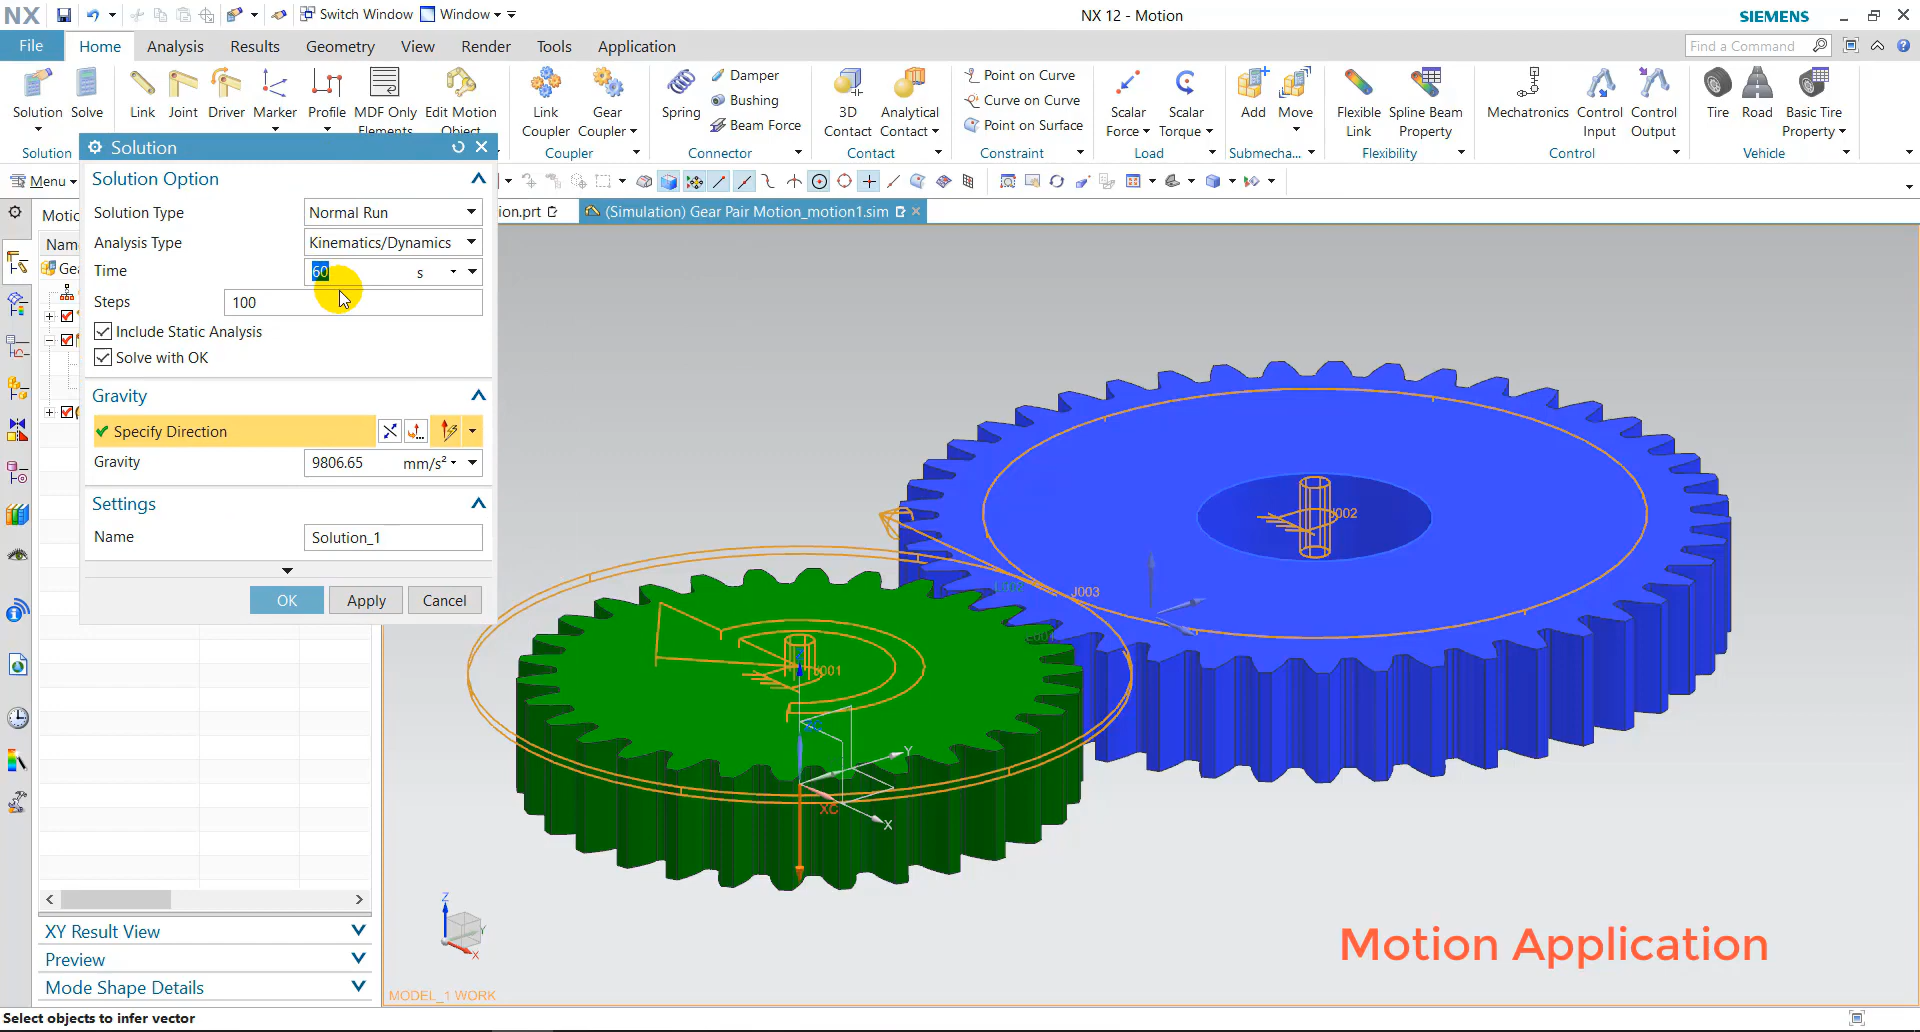 NX
Switch Window
Window
NX 12 - Motion
SIEMENS
File
Home
Analysis
Results
Geometry
View
Render
Tools
Application
Find a Command
Solution
Solve
Link
Joint
Driver
Marker
Profile
MDF Only
Elements
Edit Motion
Object
Link
Coupler
Gear
Coupler
Spring
Damper
Bushing
Beam Force
3D
Contact
Analytical
Contact
Point on Curve
Curve on Curve
Point on Surface
Scalar
Force
Scalar
Torque
Add
Move
Flexible
Link
Spline Beam
Property
Mechatronics
Control
Input
Control
Output
Tire
Road
Basic Tire
Property
Solution
Coupler
Connector
Contact
Constraint
Load
Submecha...
Flexibility
Control
Vehicle
Menu
Motio
ion.prt
(Simulation) Gear Pair Motion_motion1.sim
Nam
Gea
Solution
Solution Option
Solution Type
Normal Run
Analysis Type
Kinematics/Dynamics
Time
60
s
Steps
100
Include Static Analysis
Solve with OK
Gravity
Specify Direction
Gravity
9806.65
mm/s²
Settings
Name
Solution_1
OK
Apply
Cancel
J002
J003
J001
XC
Y
X
Z
Y
X
XY Result View
Preview
Mode Shape Details
MODEL_1 WORK
Motion Application
Select objects to infer vector